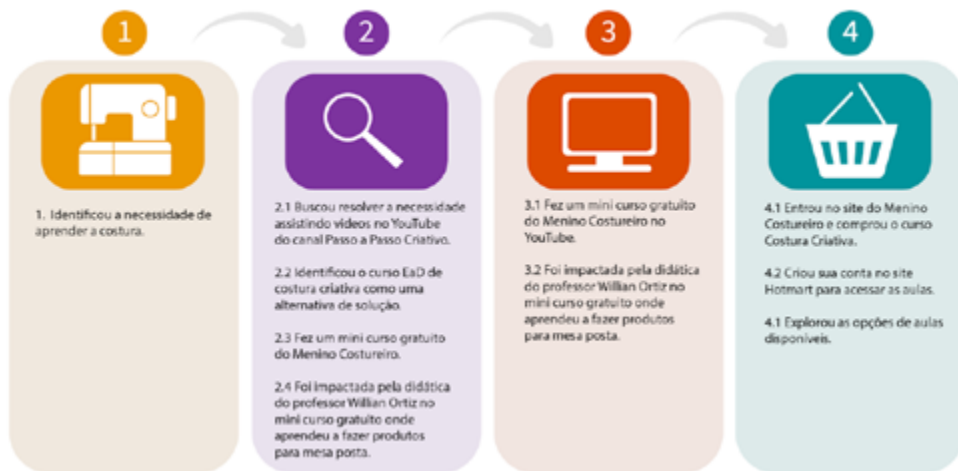 1
2
3
4
1. Identificou a necessidade de
aprender a costura.
2.1 Buscou resolver a necessidade
assistindo vídeos no YouTube
do canal Passo a Passo Criativo.
2.2 Identificou o curso EaD de
costura criativa como uma
alternativa de solução.
2.3 Fez um mini curso gratuito
do Menino Costureiro.
2.4 Foi impactada pela didática
do professor Willian Ortiz no
mini curso gratuito onde
aprendeu a fazer produtos
para mesa posta.
3.1 Fez um mini curso gratuito
do Menino Costureiro no
YouTube.
3.2 Foi impactada pela didática
do professor Willian Ortiz no
mini curso gratuito onde
aprendeu a fazer produtos
para mesa posta.
4.1 Entrou no site do Menino
Costureiro e comprou o curso
Costura Criativa.
4.2 Criou sua conta no site
Hotmart para acessar as aulas.
4.1 Explorou as opções de aulas
disponíveis.